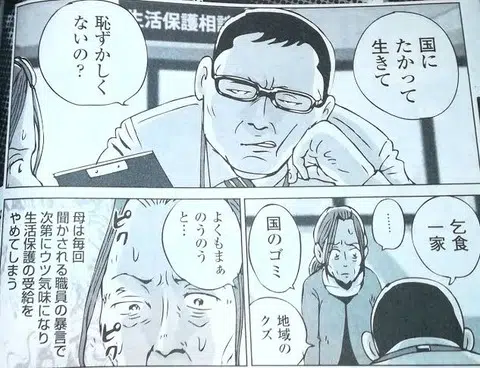 生活保護相談
国に
たかって
生きて
恥ずかしく
ないの？
乞食
一家
…
国のゴミ
地域の
クズ
よくもまぁ
のうのう
と…
ピク
ピク
母は毎回
聞かされる職員の暴言で
次第にウツ気味になり
生活保護の受給を
やめてしまう